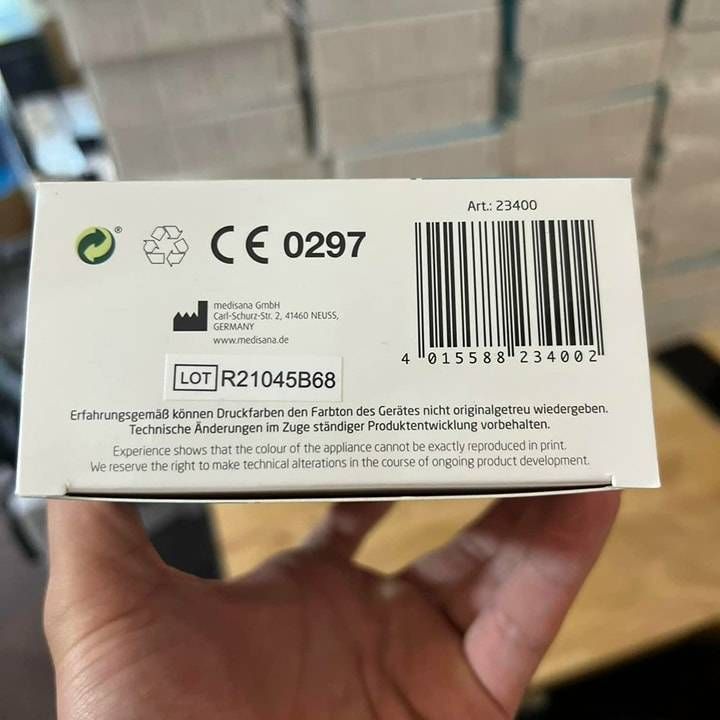 Art.: 23400
®
CE 0297
medisana GmbH
Carl-Schurz-Str. 2, 41460 NEUSS,
GERMANY
www.medisana.de
4 015588 234002
LOT R21045B68
Erfahrungsgemäß können Druckfarben den Farbton des Gerätes nicht originalgetreu wiedergeben.
Technische Änderungen im Zuge ständiger Produktentwicklung vorbehalten.
Experience shows that the colour of the appliance cannot be exactly reproduced in print.
We reserve the right to make technical alterations in the course of ongoing product development.